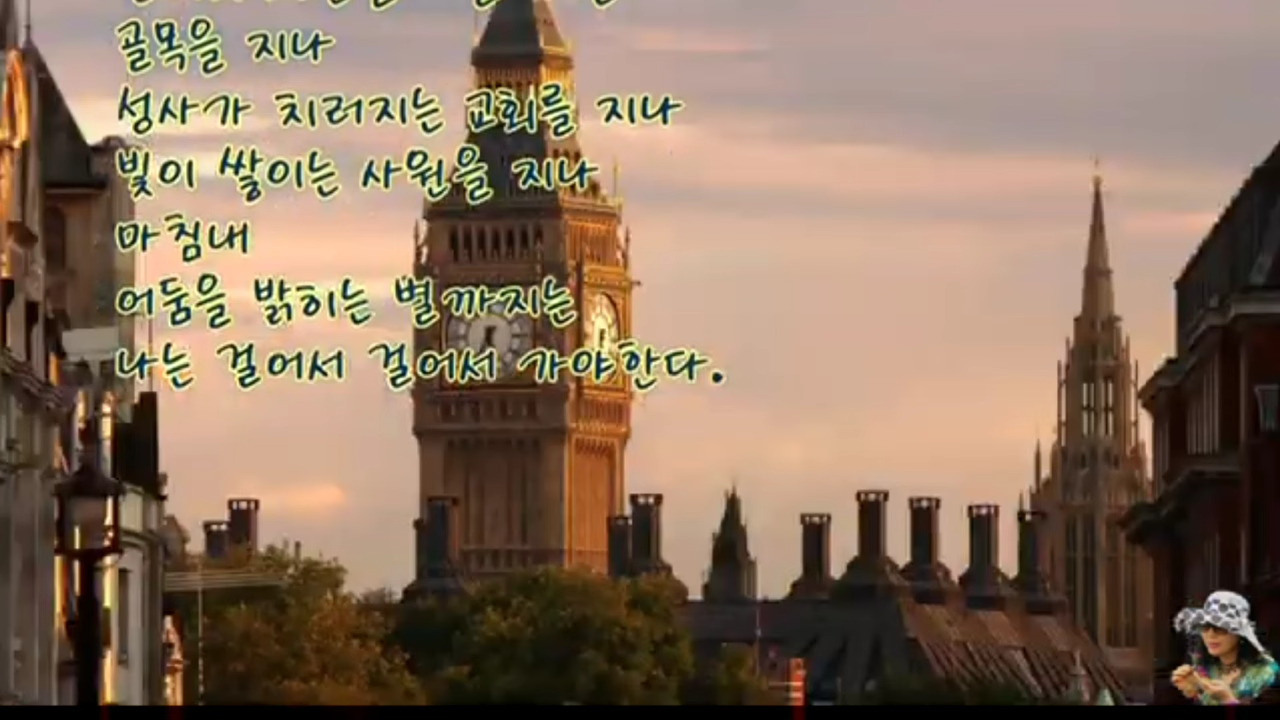 골목을 지나
성사가 치러지는 교회를 지나
빛이 쌓이는 사원을 지나
마침내
어둠을 밝히는 별까지는
나는 걸어서 걸어서 가야한다.